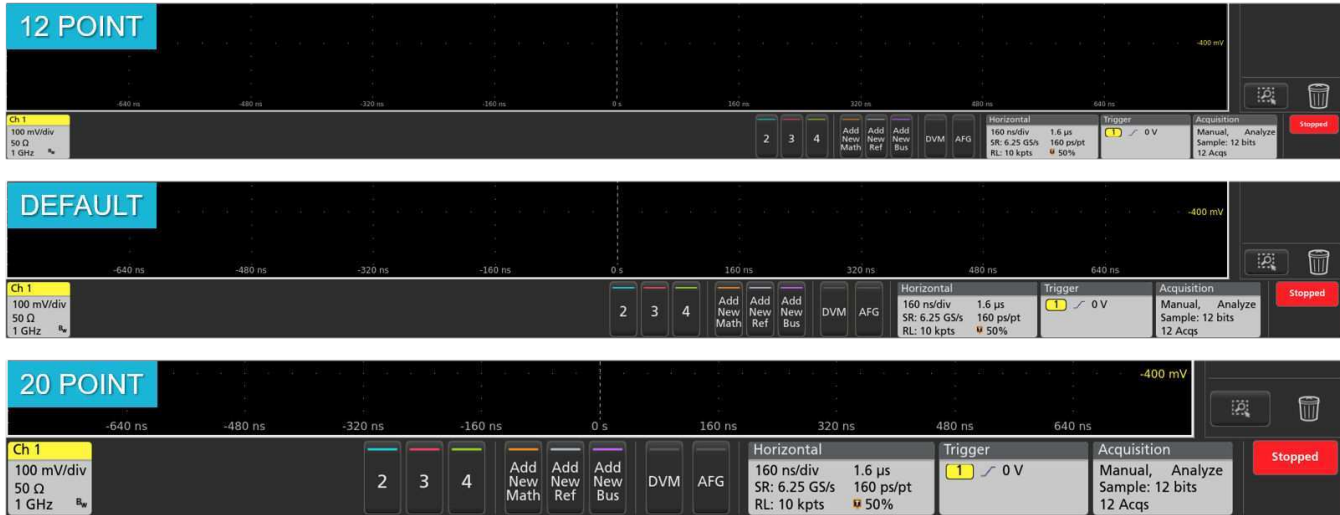 12 POINT
-400 mV
-640 ns -480 ns -320 ns -160 ns 0 s 160 ns 320 ns 480 ns 640 ns
Ch 1 Horizontal Trigger Acquisition Stopped
100 mV/div 2 3 4 Add New Math Add New Ref Add New Bus DVM AFG 160 ns/div 1.6 µs 1 0 V Manual, Analyze
50 Ω SR: 6.25 GS/s 160 ps/pt Sample: 12 bits
1 GHz Bw RL: 10 kpts 50% 12 Acqs
DEFAULT
-400 mV
-640 ns -480 ns -320 ns -160 ns 0 s 160 ns 320 ns 480 ns 640 ns
Ch 1 Horizontal Trigger Acquisition Stopped
100 mV/div 2 3 4 Add New Math Add New Ref Add New Bus DVM AFG 160 ns/div 1.6 µs 1 0 V Manual, Analyze
50 Ω SR: 6.25 GS/s 160 ps/pt Sample: 12 bits
1 GHz Bw RL: 10 kpts 50% 12 Acqs
20 POINT
-400 mV
-640 ns -480 ns -320 ns -160 ns 0 s 160 ns 320 ns 480 ns 640 ns
Ch 1 Horizontal Trigger Acquisition Stopped
100 mV/div 2 3 4 Add New Math Add New Ref Add New Bus DVM AFG 160 ns/div 1.6 µs 1 0 V Manual, Analyze
50 Ω SR: 6.25 GS/s 160 ps/pt Sample: 12 bits
1 GHz Bw RL: 10 kpts 50% 12 Acqs